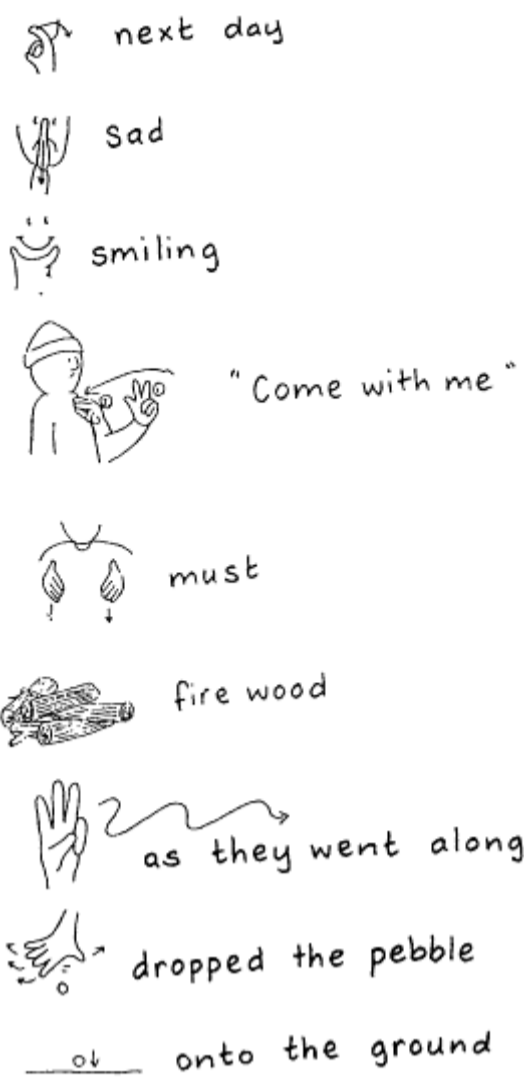 next day
sad
smiling
"Come with me"
must
fire wood
as they went along
dropped the pebble
onto the ground